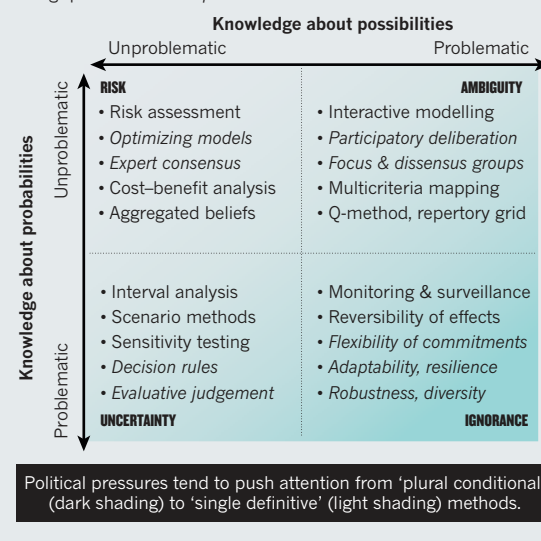 Knowledge about possibilities
Unproblematic Problematic
Knowledge about probabilities
Unproblematic
Problematic
RISK
• Risk assessment
• Optimizing models
• Expert consensus
• Cost–benefit analysis
• Aggregated beliefs
AMBIGUITY
• Interactive modelling
• Participatory deliberation
• Focus & dissensus groups
• Multicriteria mapping
• Q-method, repertory grid
• Interval analysis
• Scenario methods
• Sensitivity testing
• Decision rules
• Evaluative judgement
UNCERTAINTY
• Monitoring & surveillance
• Reversibility of effects
• Flexibility of commitments
• Adaptability, resilience
• Robustness, diversity
IGNORANCE
Political pressures tend to push attention from ‘plural conditional
(dark shading) to ‘single definitive’ (light shading) methods.